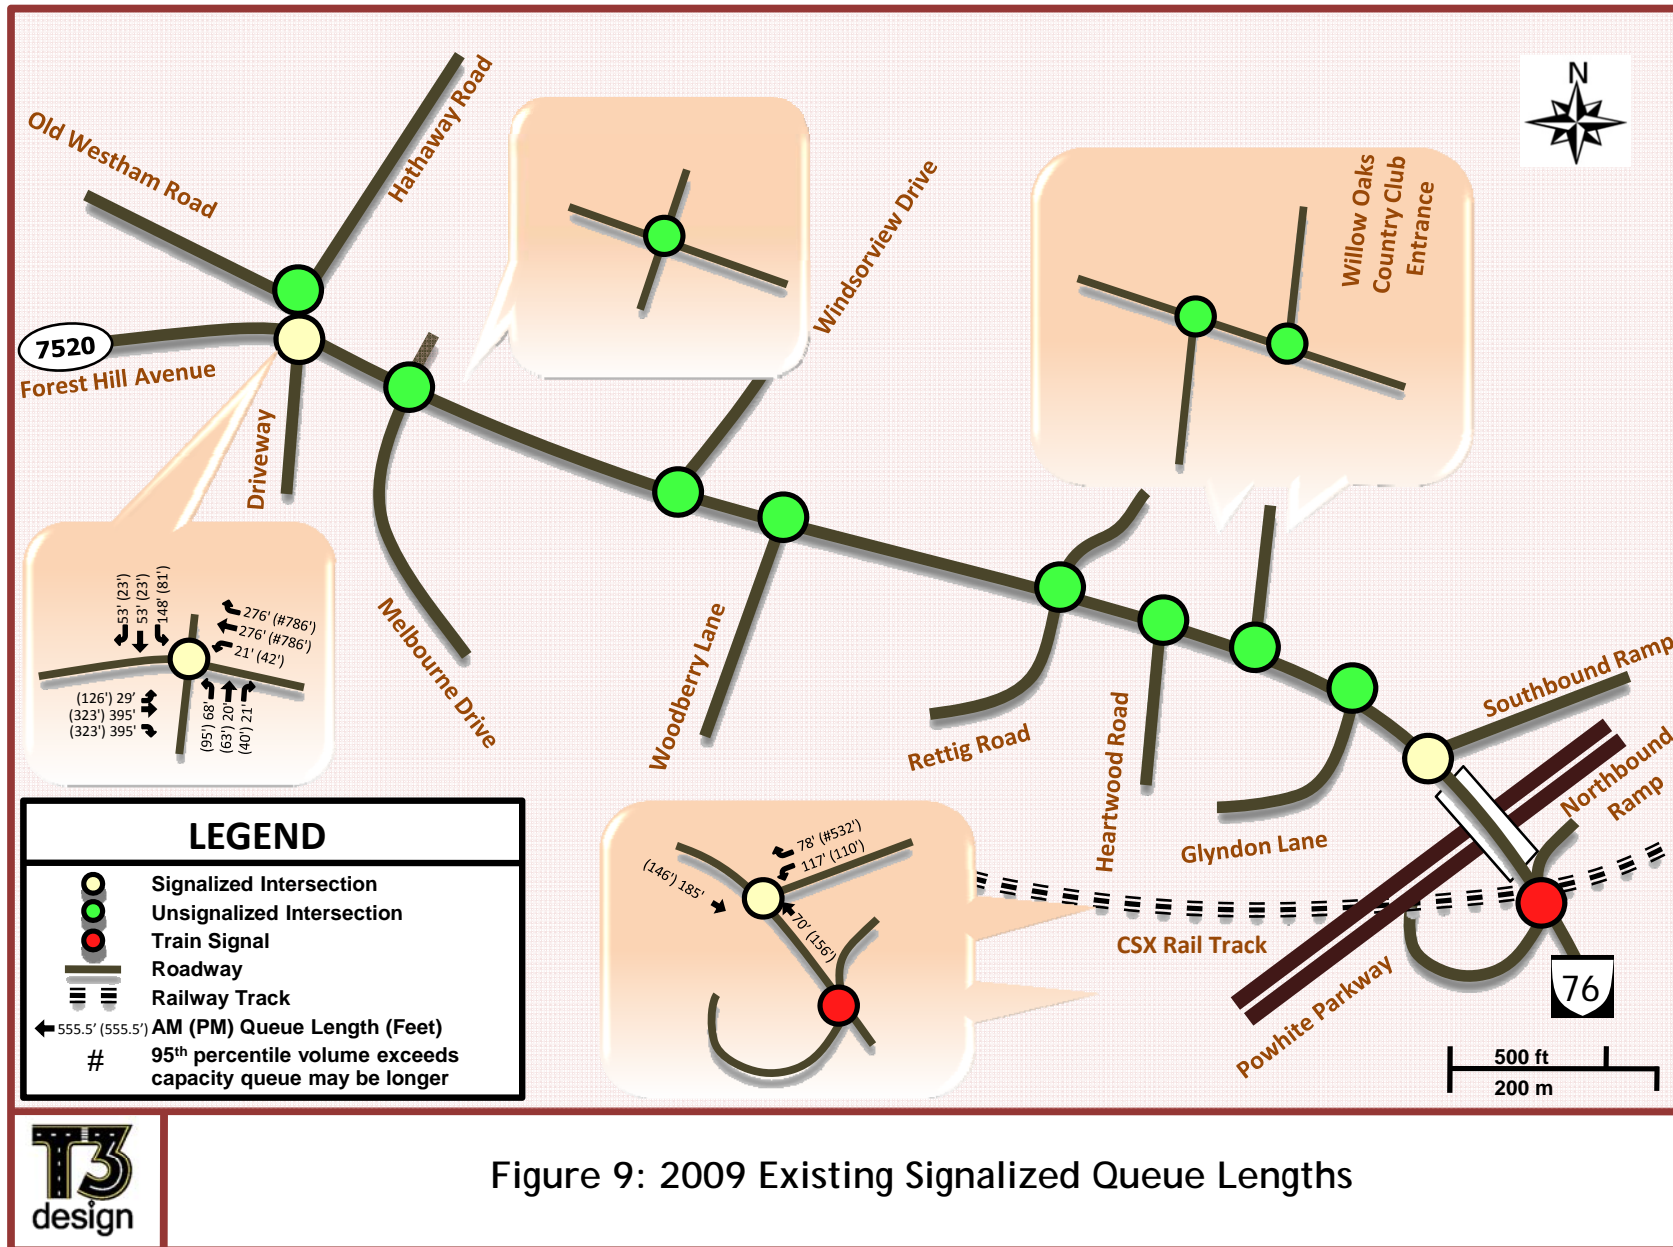 Old Westham Road
Hathaway Road
Windsorview Drive
Willow Oaks
Country Club
Entrance
N
7520
Forest Hill Avenue
Driveway
53' (23')
53' (23')
148' (81')
276' (#786')
276' (#786')
21' (42')
(126') 29'
(323') 395'
(323') 395'
(95') 68'
(63') 20'
(40') 21'
Melbourne Drive
Woodberry Lane
Rettig Road
Heartwood Road
Glyndon Lane
Southbound Ramp
Northbound
Ramp
CSX Rail Track
Powhite Parkway
76
78' (#532')
117' (110')
(146') 185'
70' (156')
500 ft
200 m
LEGEND
Signalized Intersection
Unsignalized Intersection
Train Signal
Roadway
Railway Track
555.5' (555.5') AM (PM) Queue Length (Feet)
# 95th percentile volume exceeds
capacity queue may be longer
T3
design
Figure 9: 2009 Existing Signalized Queue Lengths